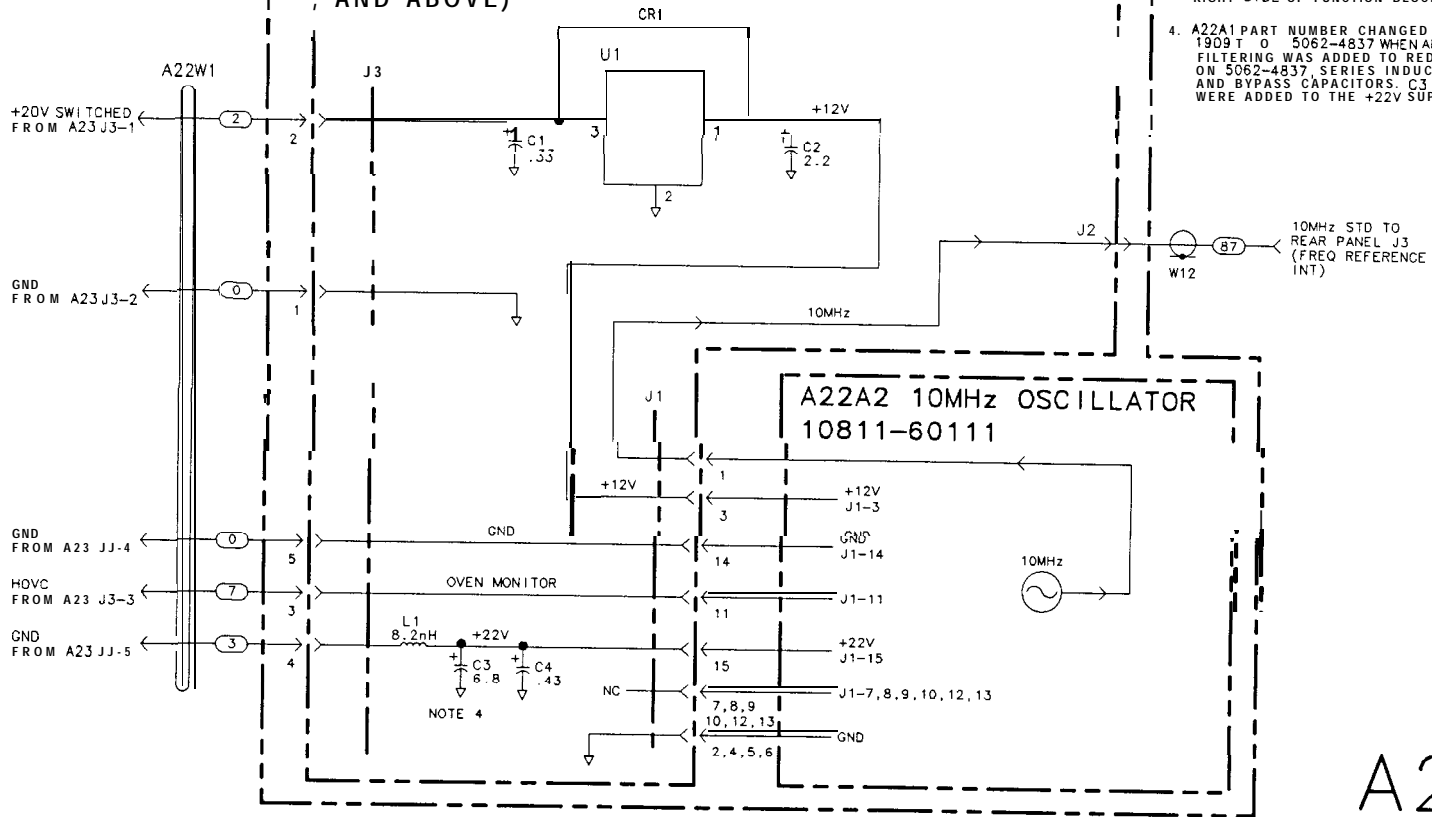 AND ABOVE)
4. A22A1 PART NUMBER CHANGED
1909 T O 5062-4837 WHEN
FILTERING WAS ADDED TO
ON 5062-4837, SERIES
AND BYPASS CAPACITORS. C3
WERE ADDED TO THE +22V
CR1
U1
A22W1
J3
+20V SWITCHED
FROM A23 J3-1
2
2
3
1
+12V
C1
.33
C2
2.2
2
J2
87
W12
10MHz STD TO
REAR PANEL J3
(FREQ REFERENCE
INT)
GND
FROM A23 J3-2
0
1
10MHz
J1
A22A2 10MHz OSCILLATOR
10811-60111
1
+12V
3
+12V
J1-3
GND
FROM A23 JJ-4
0
5
GND
14
GND
J1-14
10MHz
HOVC
FROM A23 J3-3
7
3
OVEN MONITOR
11
J1-11
GND
FROM A23 JJ-5
3
4
L1
8.2nH
+22V
C3
6.8
C4
.43
15
+22V
J1-15
NOTE 4
NC
7,8,9
10,12,13
J1-7,8,9,10,12,13
2,4,5,6
GND